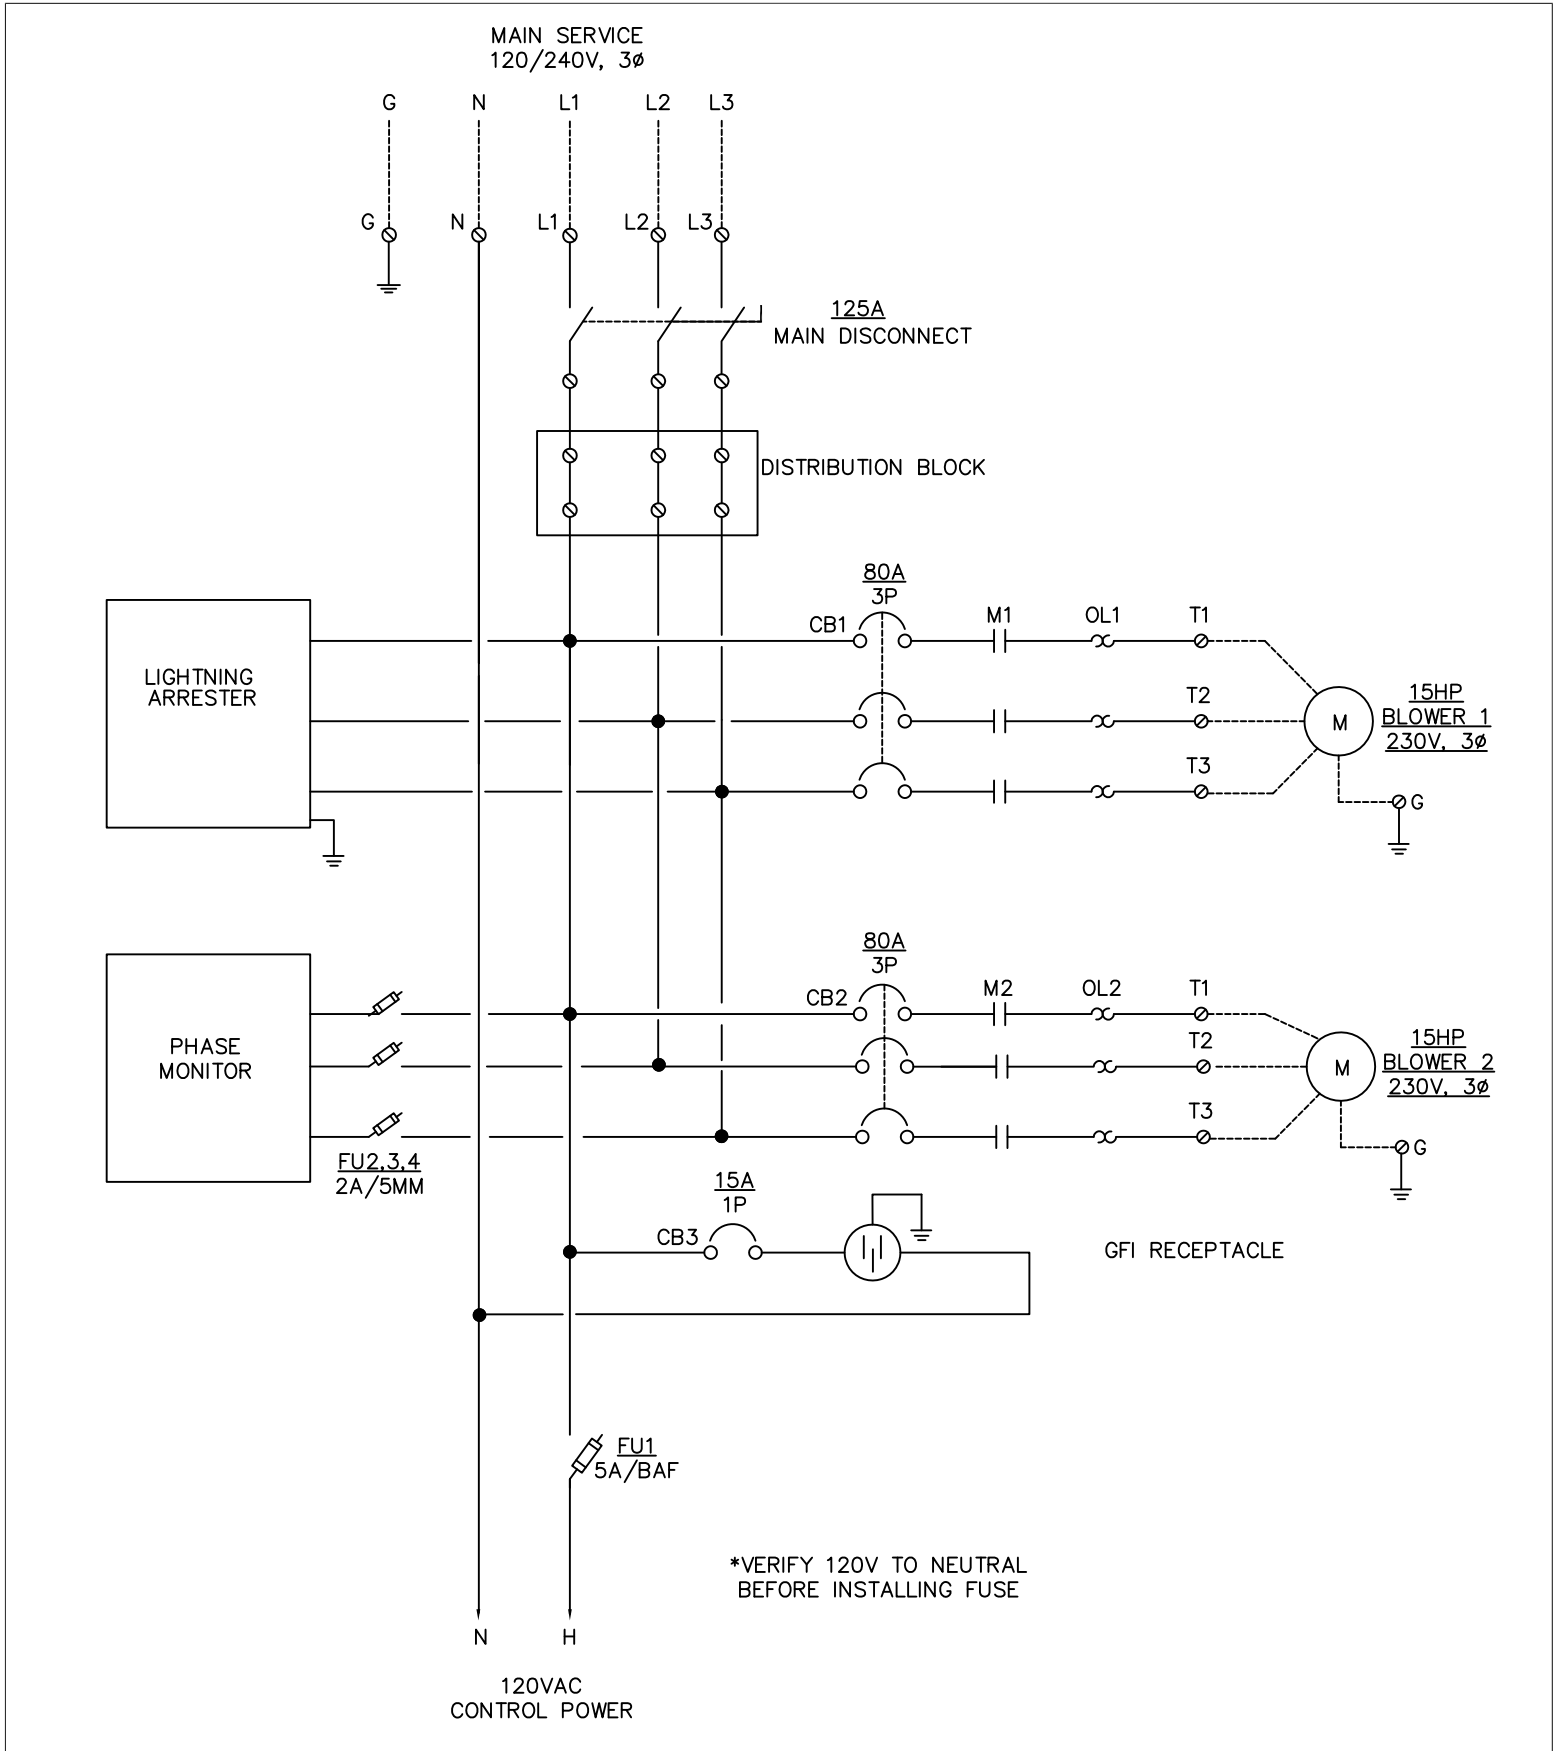 MAIN SERVICE
120/240V, 3ø
G N L1 L2 L3
G N L1 L2 L3
125A
MAIN DISCONNECT
DISTRIBUTION BLOCK
80A
3P
CB1 M1 OL1 T1
LIGHTNING
ARRESTER
T2
15HP
BLOWER 1
230V, 3ø
M
T3
G
80A
3P
CB2 M2 OL2 T1
PHASE
MONITOR
T2
15HP
BLOWER 2
230V, 3ø
M
T3
G
FU2,3,4
2A/5MM
15A
1P
CB3
GFI RECEPTACLE
FU1
5A/BAF
*VERIFY 120V TO NEUTRAL
BEFORE INSTALLING FUSE
N H
120VAC
CONTROL POWER